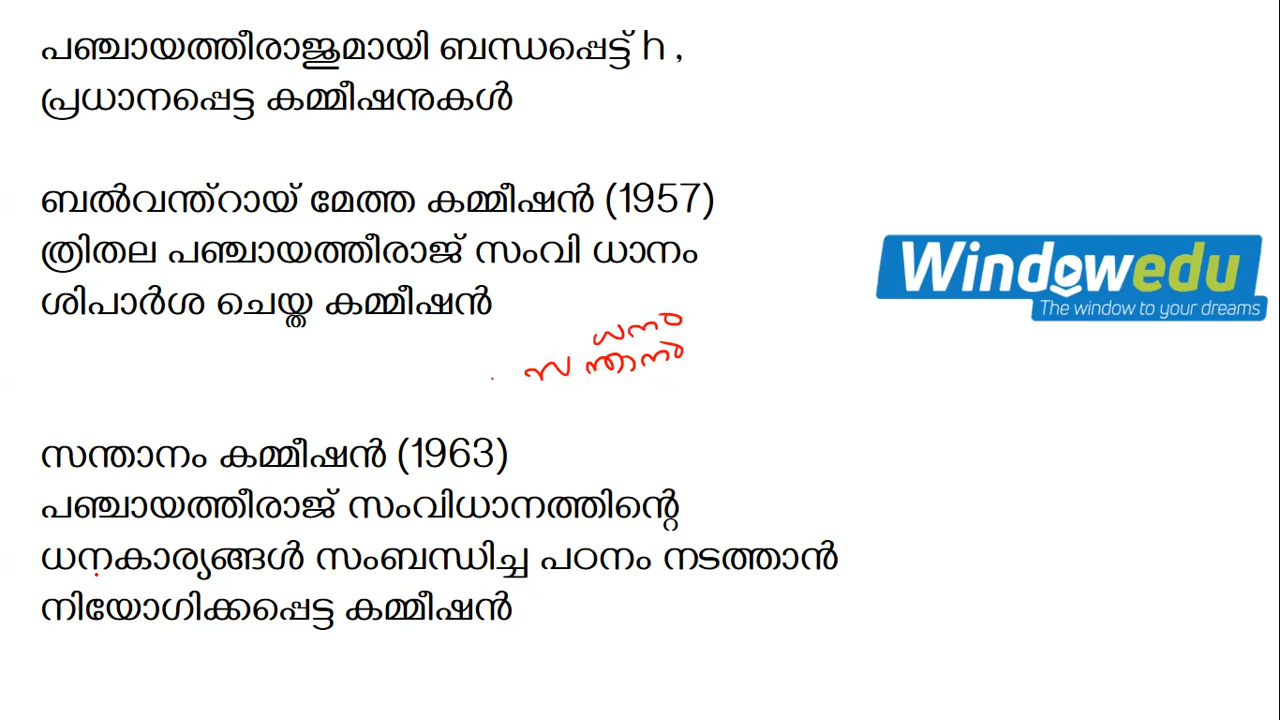 പഞ്ചായത്തീരാജുമായി ബന്ധപ്പെട്ട് h ,
പ്രധാനപ്പെട്ട കമ്മീഷനുകൾ
ബൽവന്ത്റായ് മേത്ത കമ്മീഷൻ (1957)
ത്രിതല പഞ്ചായത്തീരാജ് സംവി ധാനം
ശിപാർശ ചെയ്ത കമ്മീഷൻ
ധനം
സന്താനം
സന്താനം കമ്മീഷൻ (1963)
പഞ്ചായത്തീരാജ് സംവിധാനത്തിന്റെ
ധനകാര്യങ്ങൾ സംബന്ധിച്ച പഠനം നടത്താൻ
നിയോഗിക്കപ്പെട്ട കമ്മീഷൻ
Windowedu
The window to your dreams